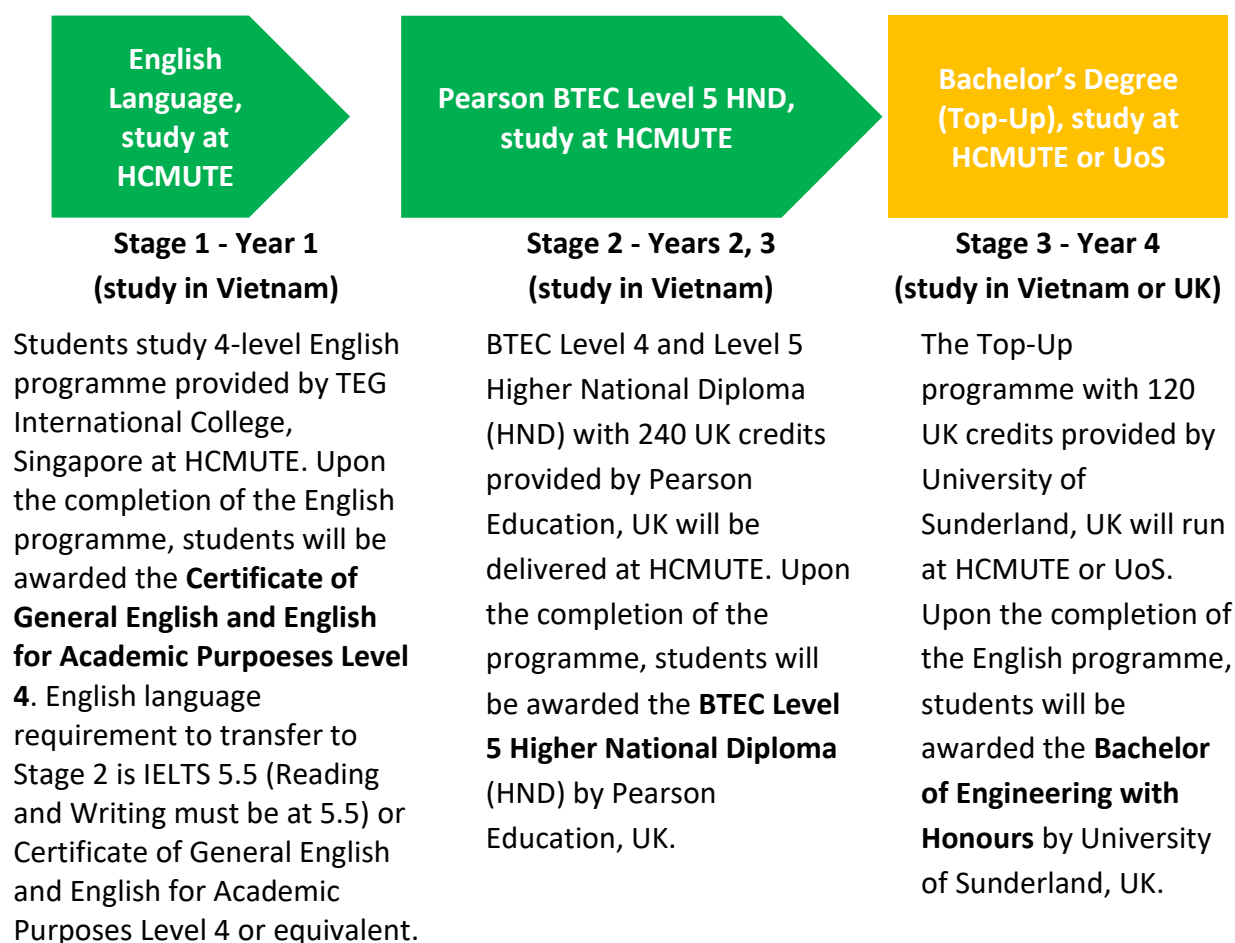 English
Language,
study at
HCMUTE
Pearson BTEC Level 5 HND,
study at HCMUTE
Bachelor’s Degree
(Top-Up), study at
HCMUTE or UoS
Stage 1 - Year 1
(study in Vietnam)
Students study 4-level English
programme provided by TEG
International College,
Singapore at HCMUTE. Upon
the completion of the English
programme, students will be
awarded the Certificate of
General English and English
for Academic Purpoeses Level
4. English language
requirement to transfer to
Stage 2 is IELTS 5.5 (Reading
and Writing must be at 5.5) or
Certificate of General English
and English for Academic
Purposes Level 4 or equivalent.
Stage 2 - Years 2, 3
(study in Vietnam)
BTEC Level 4 and Level 5
Higher National Diploma
(HND) with 240 UK credits
provided by Pearson
Education, UK will be
delivered at HCMUTE. Upon
the completion of the
programme, students will
be awarded the BTEC Level
5 Higher National Diploma
(HND) by Pearson
Education, UK.
Stage 3 - Year 4
(study in Vietnam or UK)
The Top-Up
programme with 120
UK credits provided by
University of
Sunderland, UK will run
at HCMUTE or UoS.
Upon the completion of
the English programme,
students will be
awarded the Bachelor
of Engineering with
Honours by University
of Sunderland, UK.